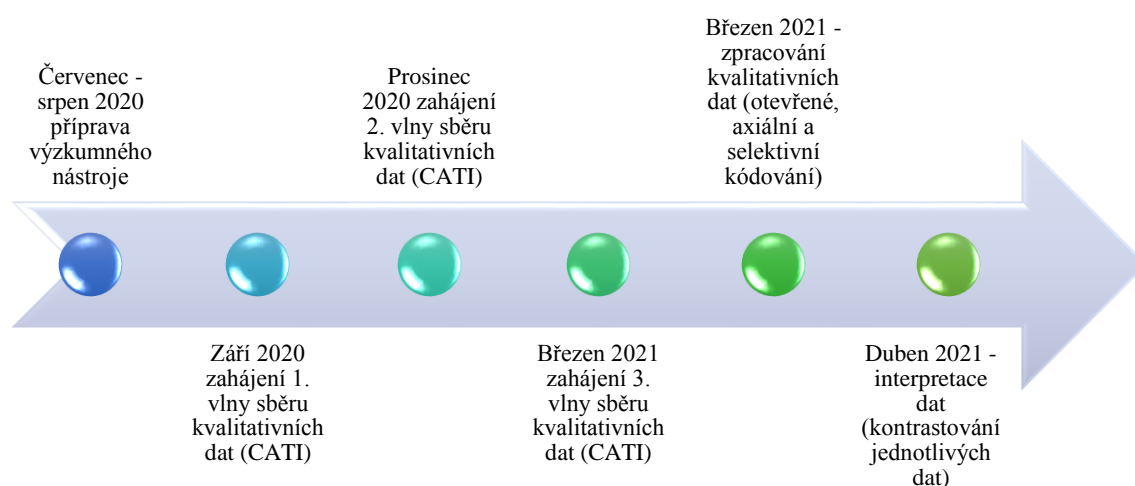 Červenec -
srpen 2020
příprava
výzkumného
nástroje
Září 2020
zahájení 1.
vlny sběru
kvalitativních
dat (CATI)
Prosinec
2020 zahájení
2. vlny sběru
kvalitativních
dat (CATI)
Březen 2021
zahájení 3.
vlny sběru
kvalitativních
dat (CATI)
Březen 2021 -
zpracování
kvalitativních
dat (otevřené,
axiální a
selektivní
kódování)
Duben 2021 -
interpretace
dat
(kontrastování
jednotlivých
dat)